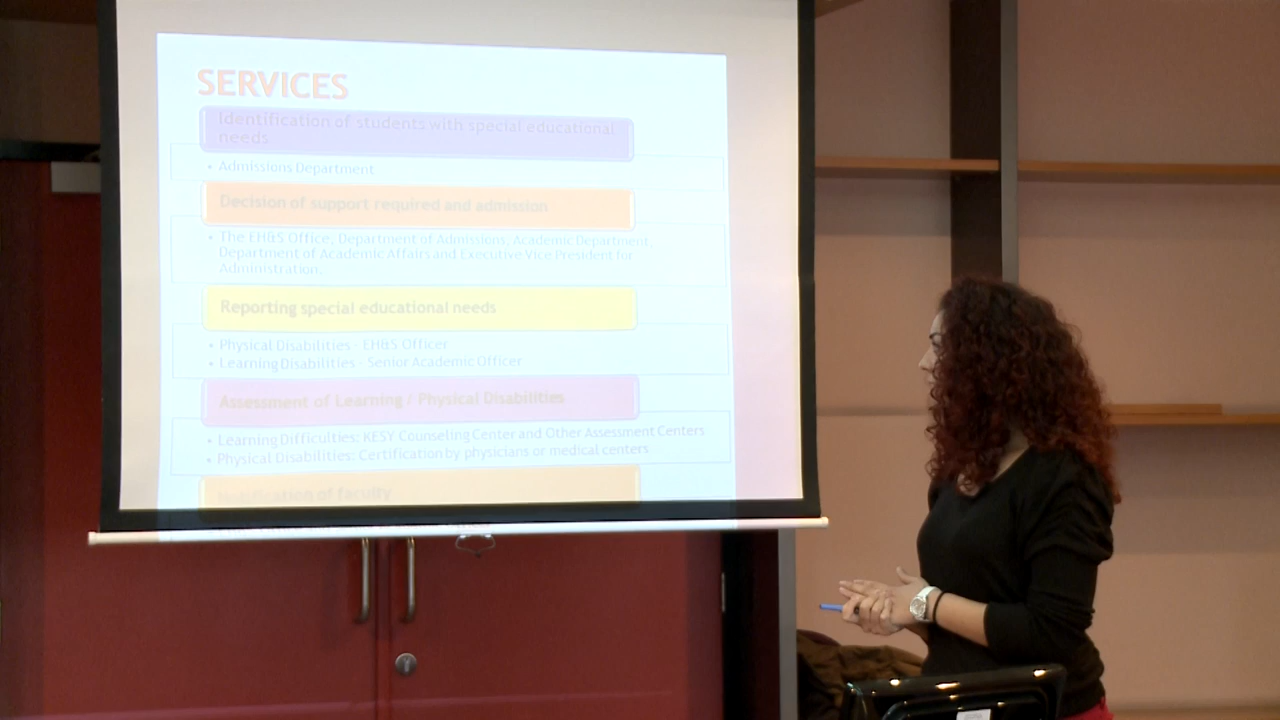 SERVICES
Identification of students with special educational
needs
• Admissions Department
Decision of support required and admission
• The EH&S Office, Department of Admissions, Academic Department,
Department of Academic Affairs and Executive Vice President for
Administration.
Reporting special educational needs
• Physical Disabilities - EH&S Officer
• Learning Disabilities - Senior Academic Officer
Assessment of Learning / Physical Disabilities
• Learning Difficulties: KESY Counseling Center and Other Assessment Centers
• Physical Disabilities: Certification by physicians or medical centers
Notification of faculty